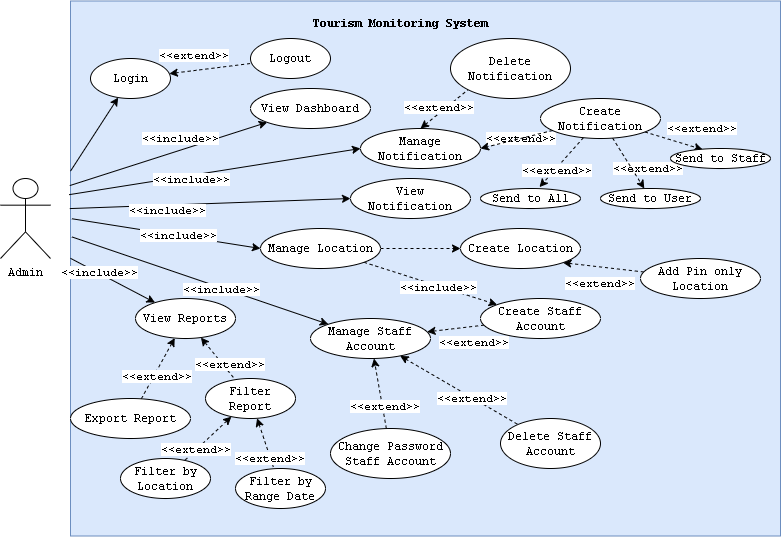 Tourism Monitoring System
Login
<<extend>>
Logout
Delete
Notification
View Dashboard
<<extend>>
Create
Notification
<<include>>
Manage
Notification
<<extend>>
<<extend>>
Send to Staff
<<extend>>
<<extend>>
<<include>>
View
Notification
Send to All
Send to User
<<include>>
<<include>>
Manage Location
Create Location
Admin
<<include>>
Add Pin only
Location
<<extend>>
<<include>>
<<include>>
View Reports
Create Staff
Account
Manage Staff
Account
<<extend>>
<<extend>>
<<extend>>
Filter
Report
Export Report
<<extend>>
<<extend>>
<<extend>>
<<extend>>
Change Password
Staff Account
Delete Staff
Account
Filter by
Location
Filter by
Range Date